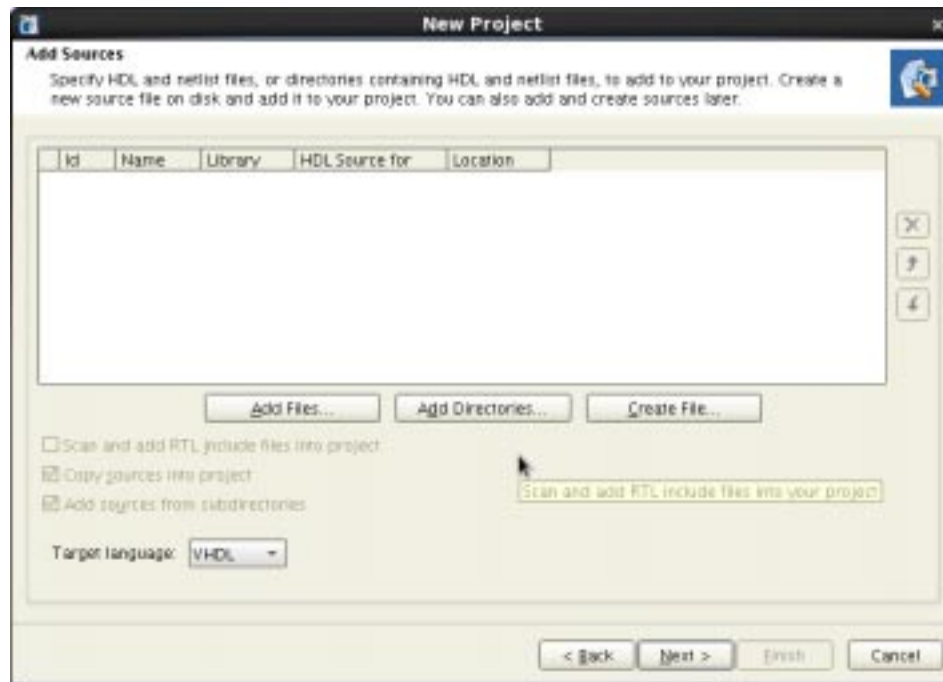 New Project
Add Sources
Specify HDL and netlist files, or directories containing HDL and netlist files, to add to your project. Create a
new source file on disk and add it to your project. You can also add and create sources later.
Id Name Library HDL Source for Location
Add Files... Add Directories... Create File...
Scan and add RTL include files into project
Copy sources into project
Scan and add RTL include files into your project
Add sources from subdirectories
Target language: VHDL
< Back Next > Finish Cancel